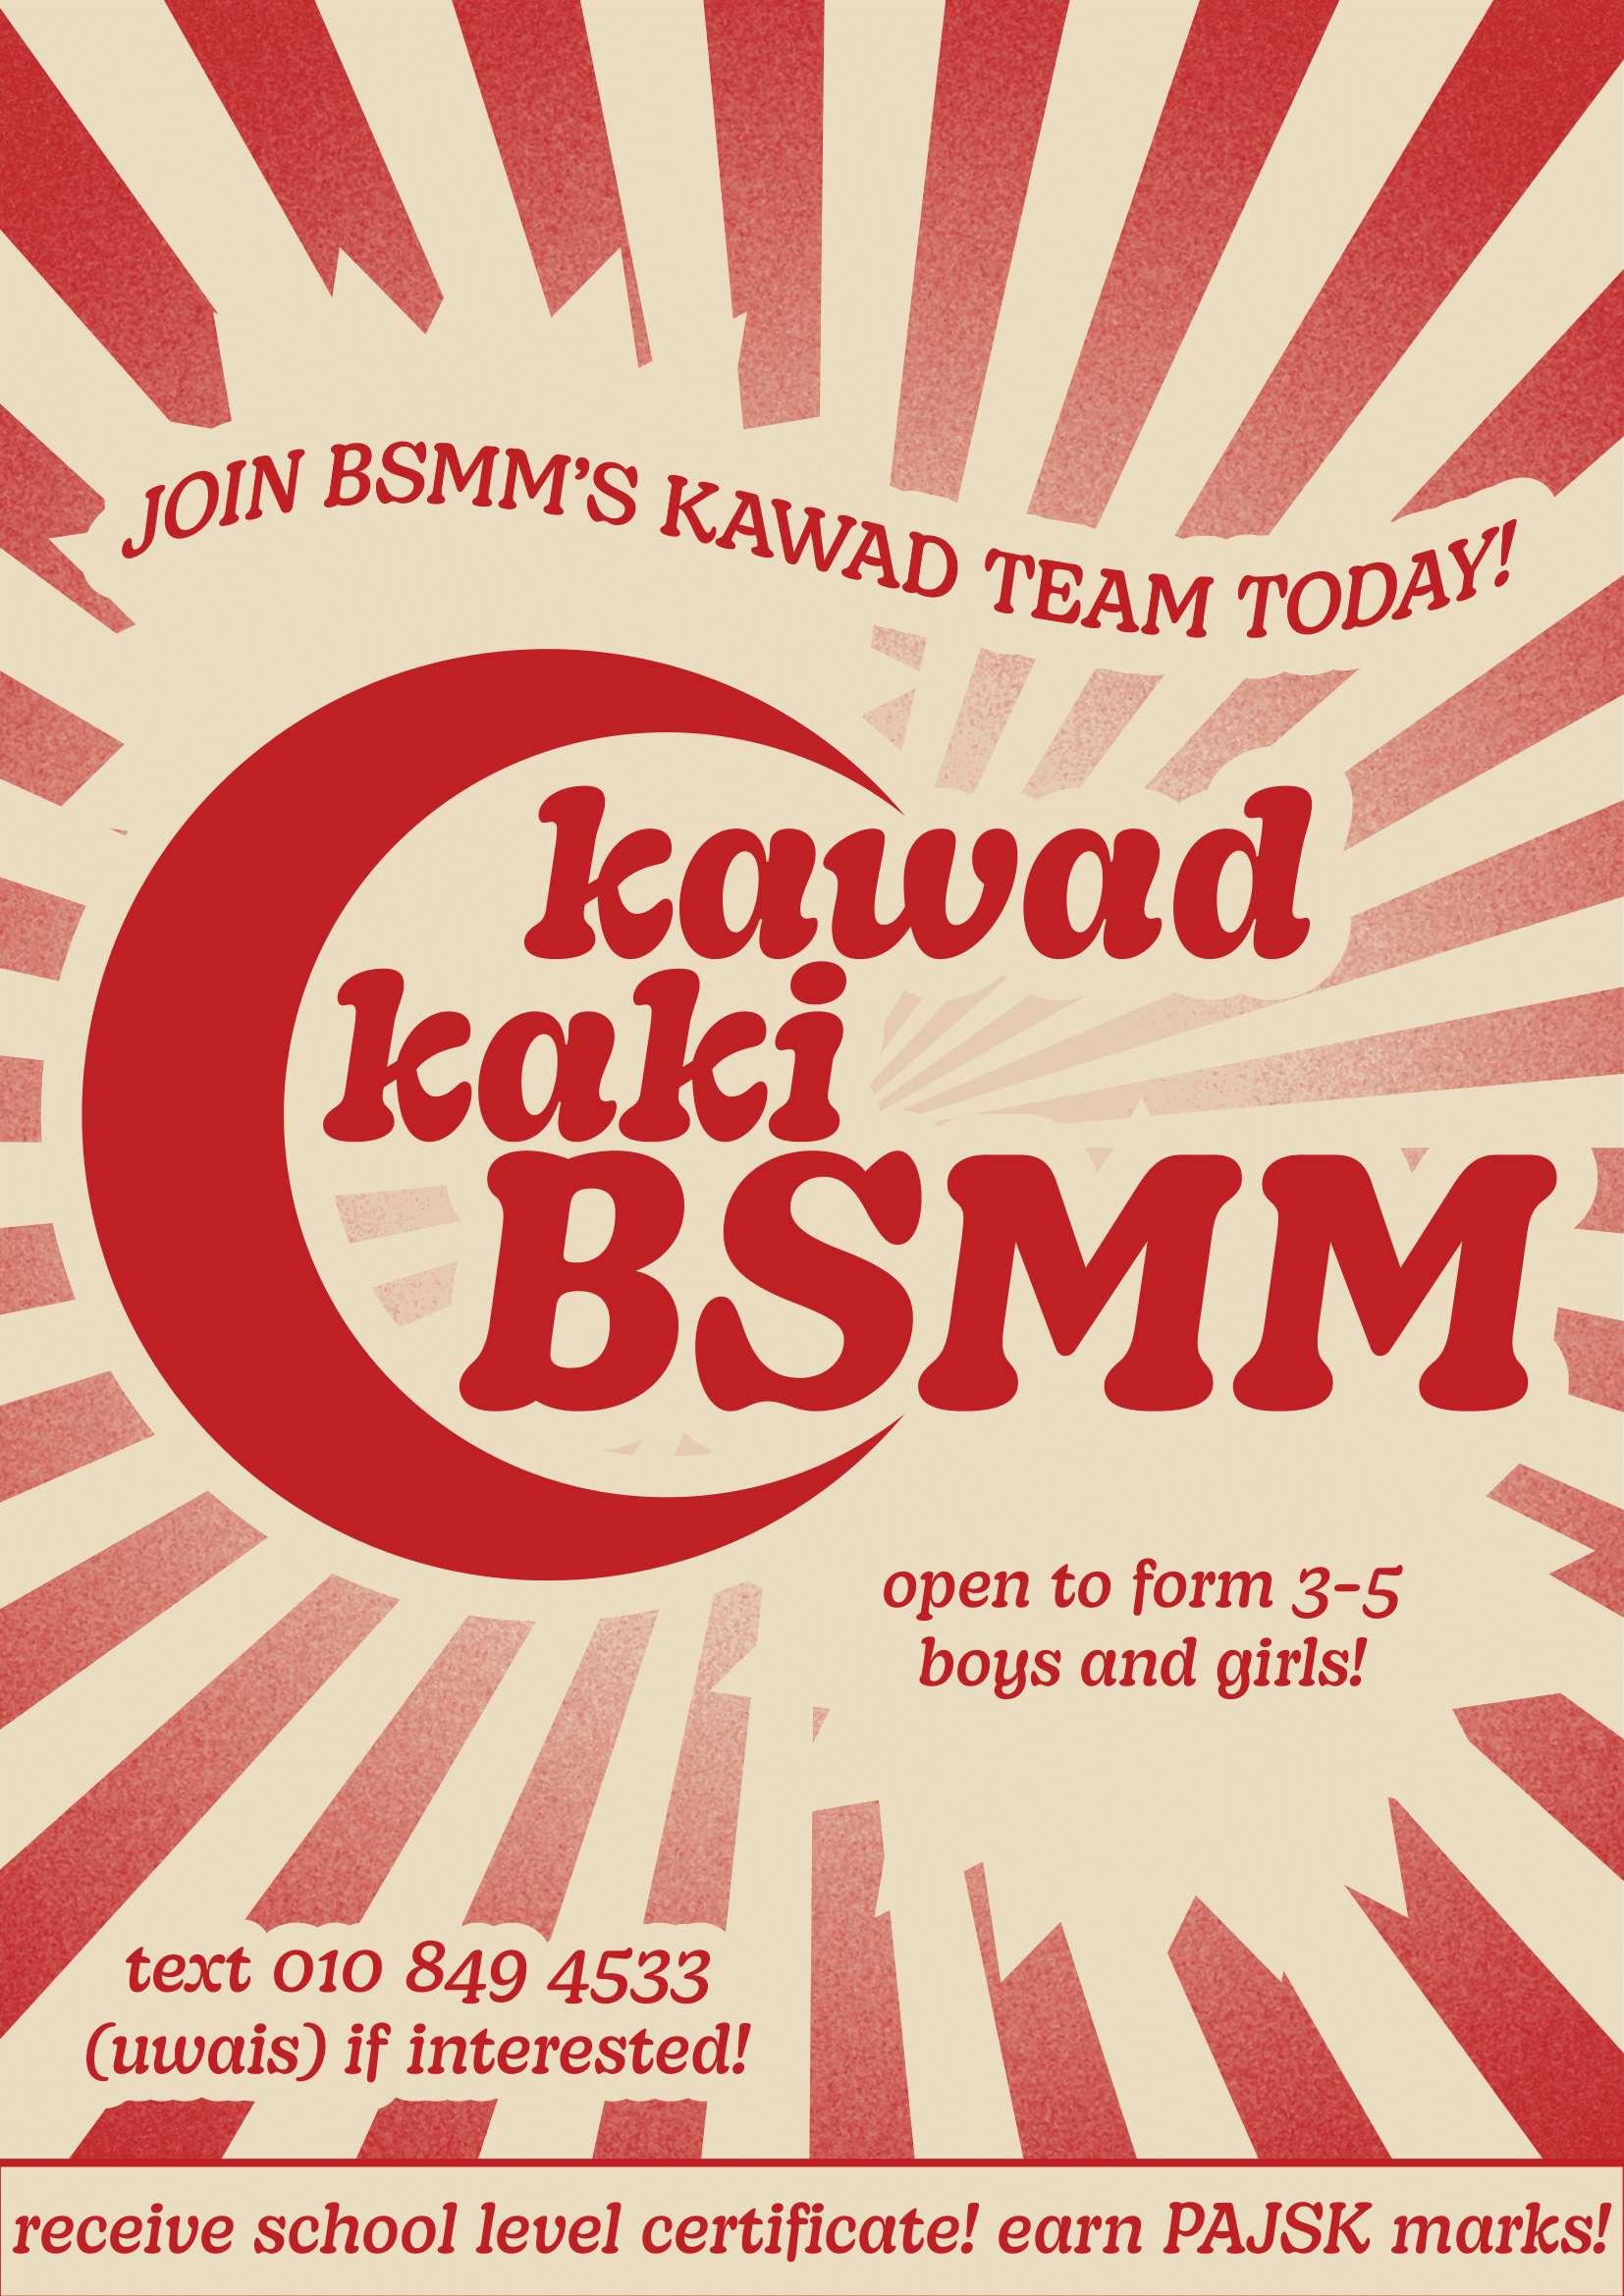 JOIN BSMM’S KAWAD TEAM TODAY!
kawad
kaki
BSMM
open to form 3-5
boys and girls!
text 010 849 4533
(uwais) if interested!
receive school level certificate! earn PAJSK marks!